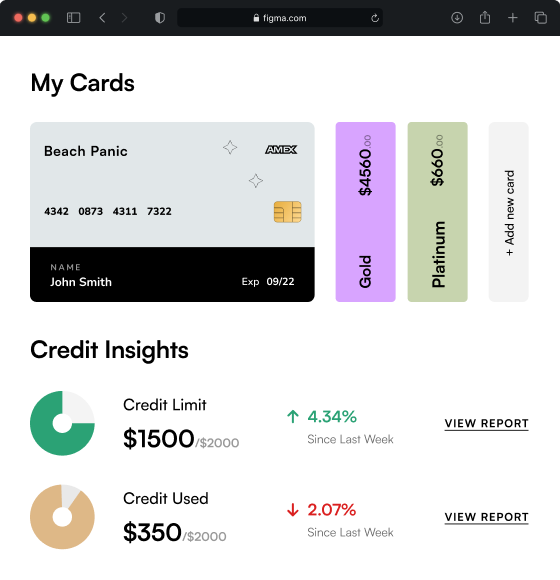 figma.com
My Cards
Beach Panic
AMEX
4342 0873 4311 7322
NAME
John Smith
Exp 09/22
Gold $4560.00
Platinum $660.00
+ Add new card
Credit Insights
Credit Limit
$1500/$2000
4.34%
Since Last Week
VIEW REPORT
Credit Used
$350/$2000
2.07%
Since Last Week
VIEW REPORT